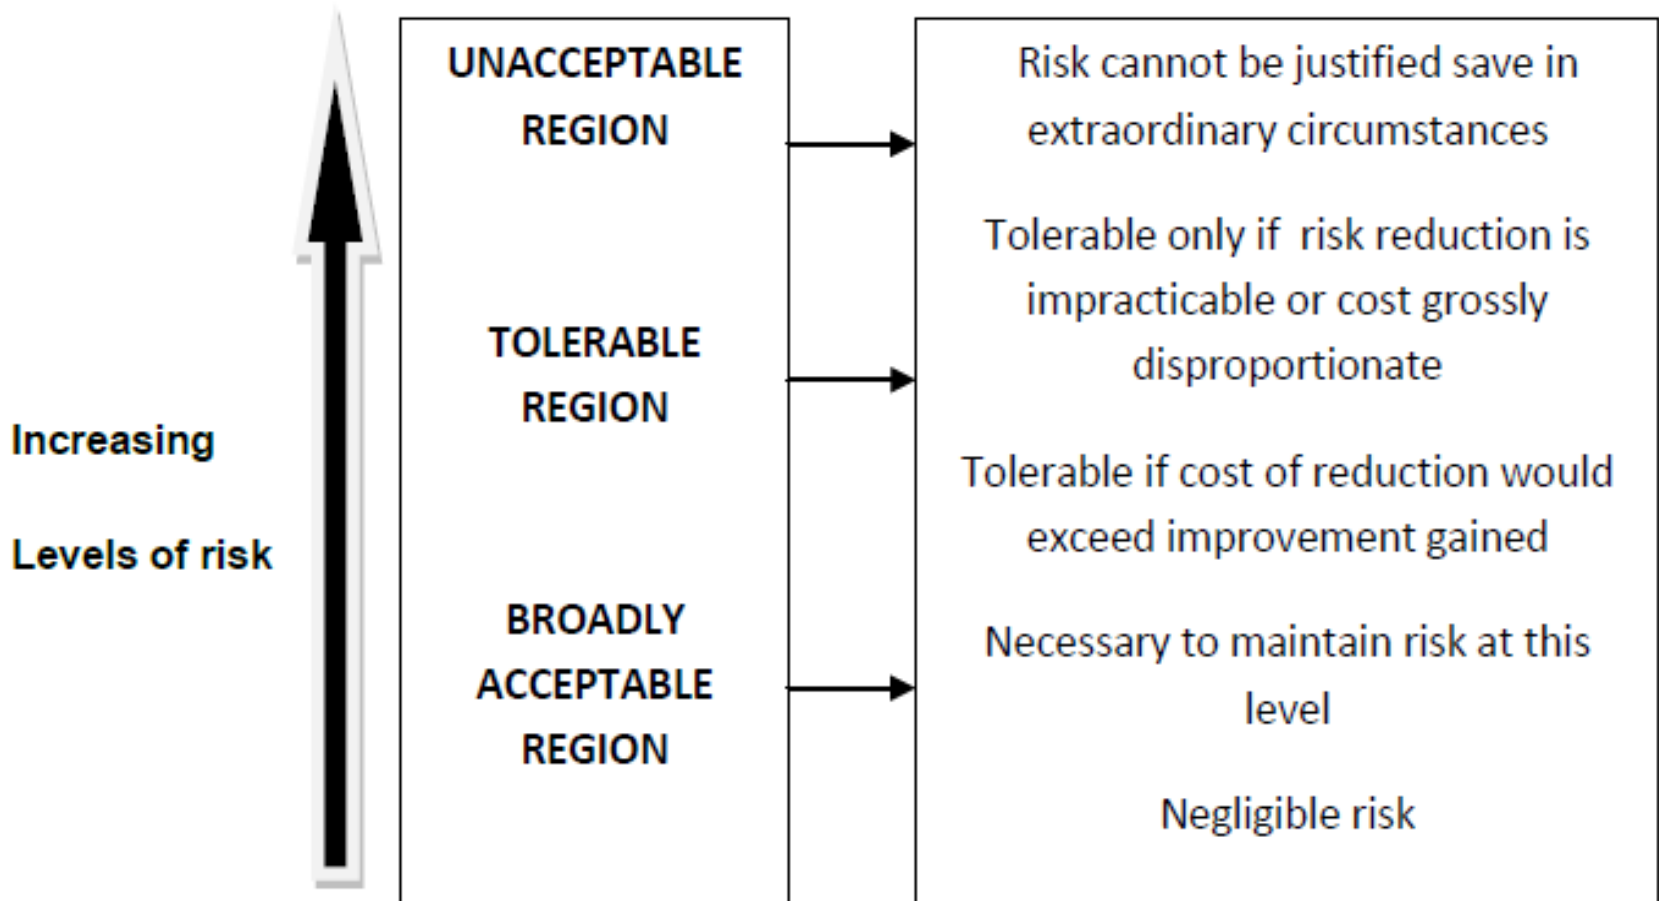 Increasing
Levels of risk
UNACCEPTABLE
REGION
TOLERABLE
REGION
BROADLY
ACCEPTABLE
REGION
Risk cannot be justified save in
extraordinary circumstances
Tolerable only if risk reduction is
impracticable or cost grossly
disproportionate
Tolerable if cost of reduction would
exceed improvement gained
Necessary to maintain risk at this
level
Negligible risk